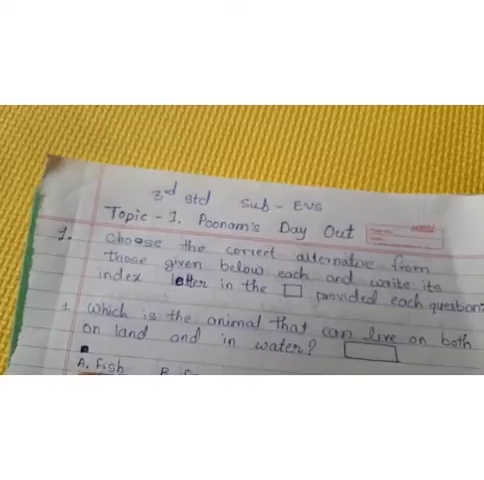 3rd std Sub - EVS
Topic - 1. Poonam's Day Out
1. choose the correct alternative from
those given below each and write its
index letter in the □ provided each question:
1. Which is the animal that can live on both
on land and in water?
A. fish B.